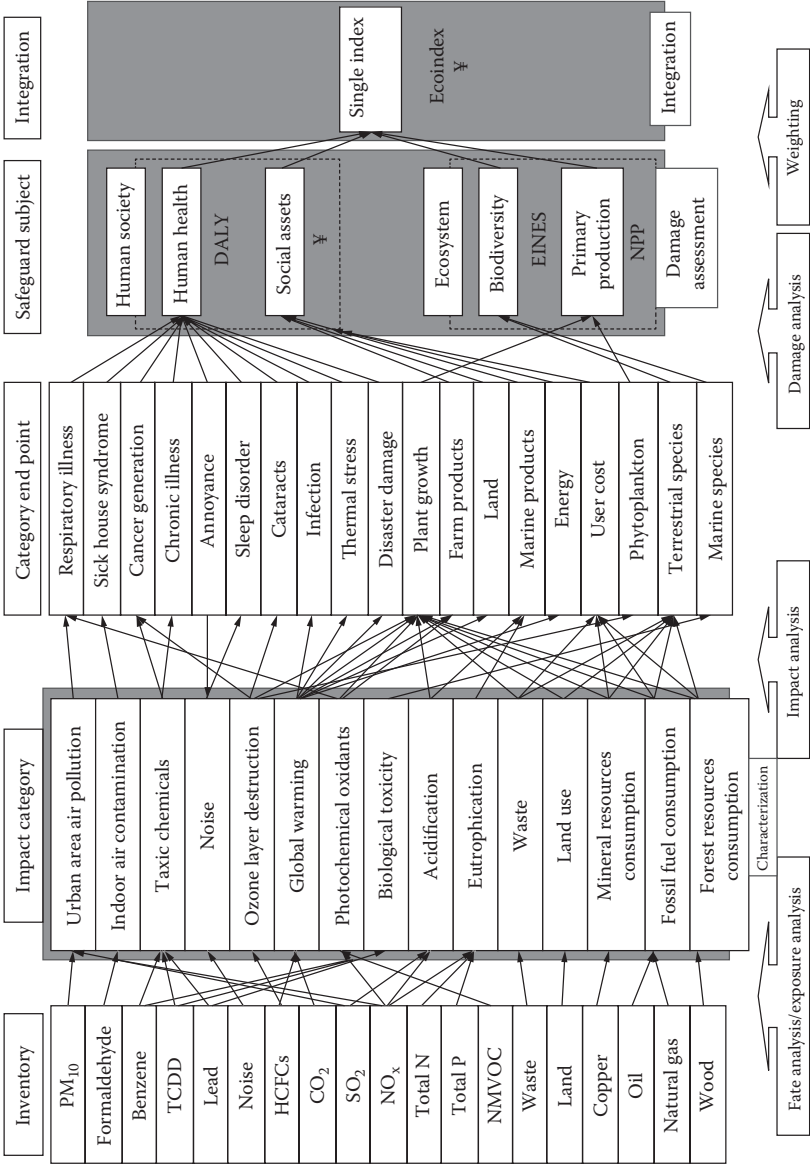 Inventory
PM10
Formaldehyde
Benzene
TCDD
Lead
Noise
HCFCs
CO2
SO2
NOx
Total N
Total P
NMVOC
Waste
Land
Copper
Oil
Natural gas
Wood
Fate analysis/exposure analysis
Impact category
Urban area air pollution
Indoor air contamination
Taxic chemicals
Noise
Ozone layer destruction
Global warming
Photochemical oxidants
Biological toxicity
Acidification
Eutrophication
Waste
Land use
Mineral resources
consumption
Fossil fuel consumption
Forest resources
consumption
Characterization
Impact analysis
Category end point
Respiratory illness
Sick house syndrome
Cancer generation
Chronic illness
Annoyance
Sleep disorder
Cataracts
Infection
Thermal stress
Disaster damage
Plant growth
Farm products
Land
Marine products
Energy
User cost
Phytoplankton
Terrestrial species
Marine species
Damage analysis
Safeguard subject
Human society
Human health
DALY
Social assets
¥
Ecosystem
Biodiversity
EINES
Primary
production
NPP
Damage
assessment
Weighting
Integration
Single index
Ecoindex
¥
Integration